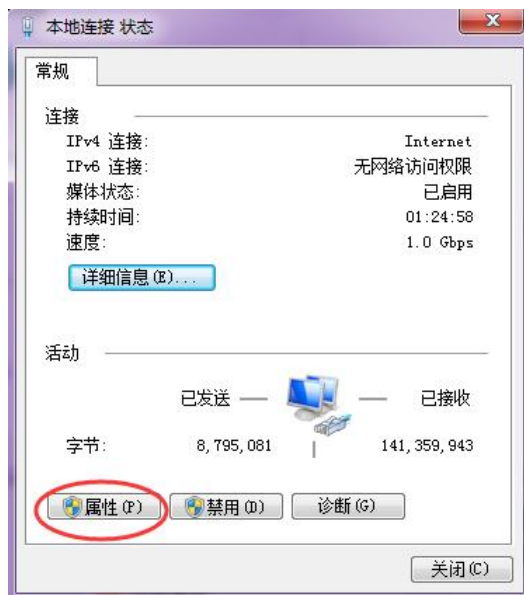 本地连接 状态
常规
连接
IPv4 连接: Internet
IPv6 连接: 无网络访问权限
媒体状态: 已启用
持续时间: 01:24:58
速度: 1.0 Gbps
详细信息(E)...
活动
已发送 — — 已接收
字节: 8,795,081 | 141,359,943
属性(P) 禁用(D) 诊断(G)
关闭(C)